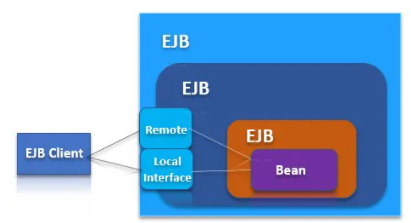 EJB
EJB
Remote
EJB
EJB Client
Local
Interface
Bean